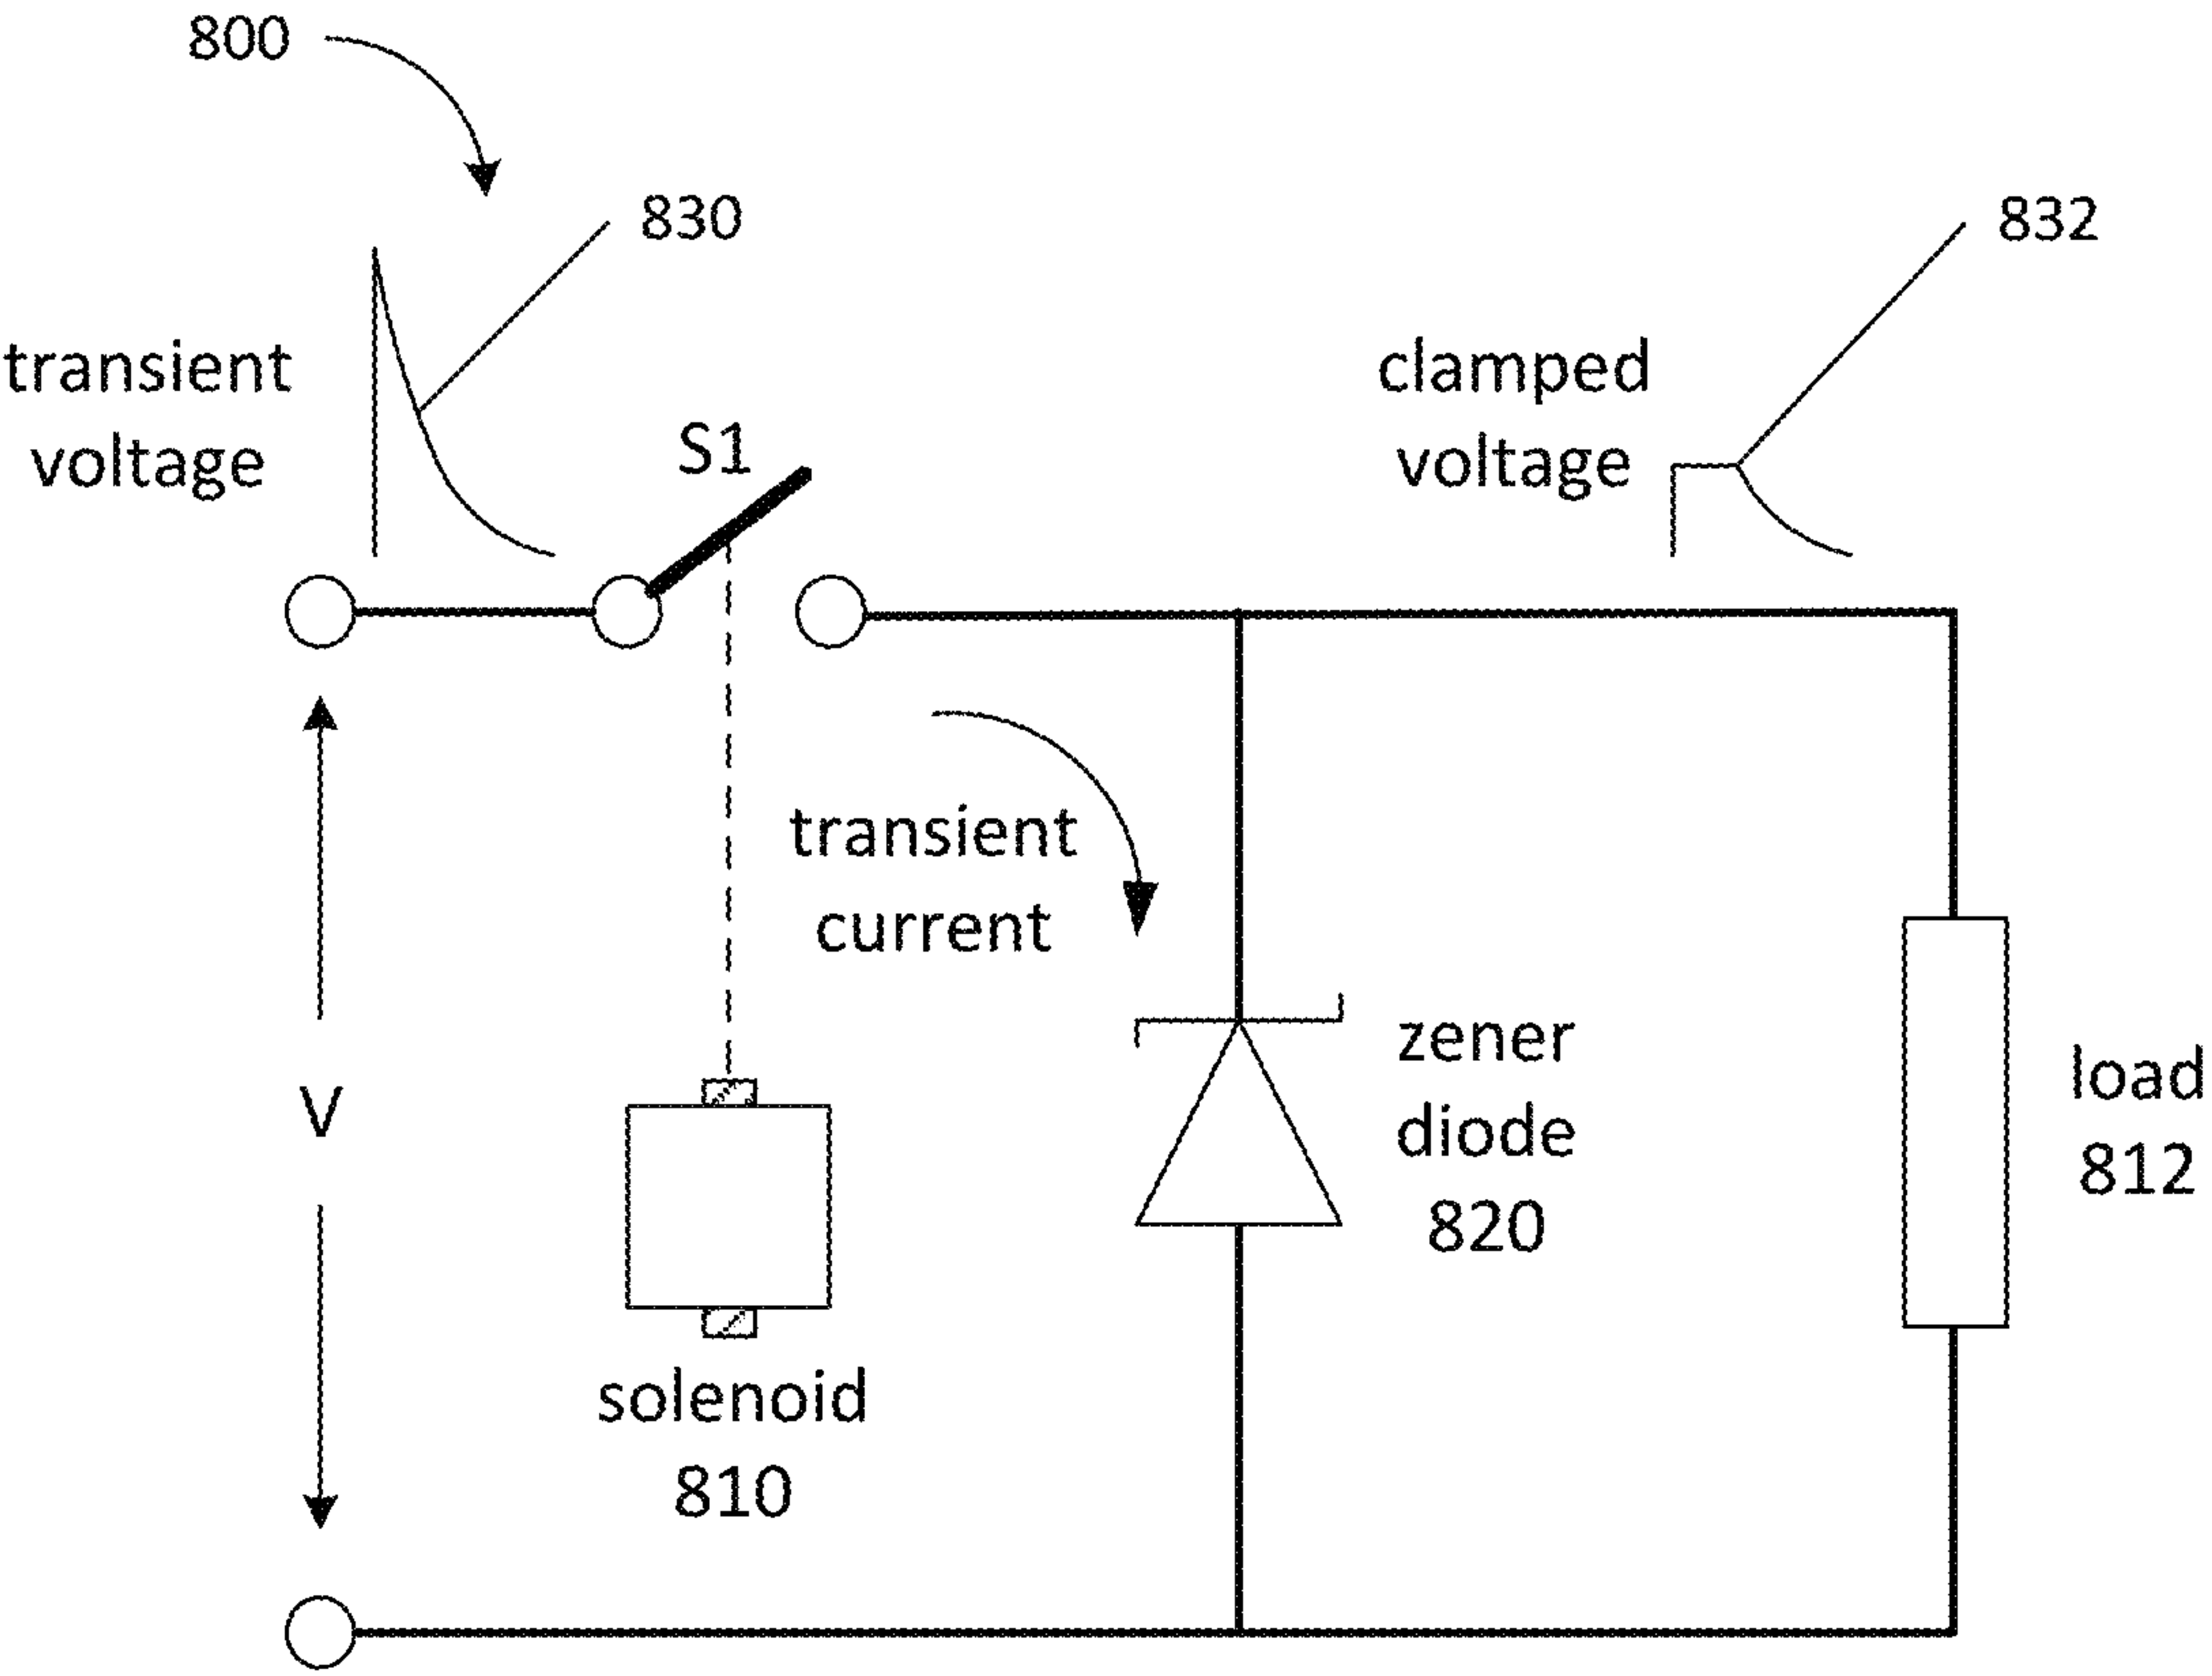 800
830
832
transient
voltage
S1
clamped
voltage
transient
current
V
zener
diode
820
load
812
solenoid
810